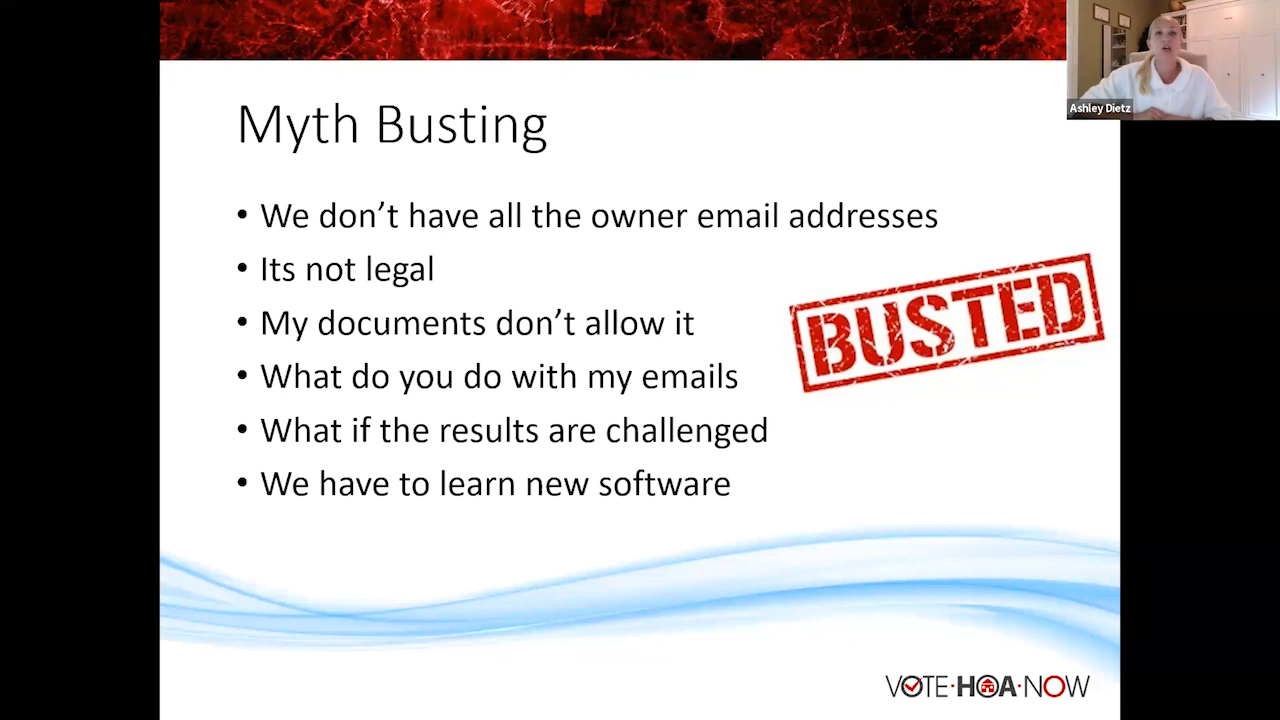 Ashley Dietz
Myth Busting
• We don’t have all the owner email addresses
• Its not legal
• My documents don’t allow it
• What do you do with my emails
• What if the results are challenged
• We have to learn new software
BUSTED
VOTE·HOA·NOW